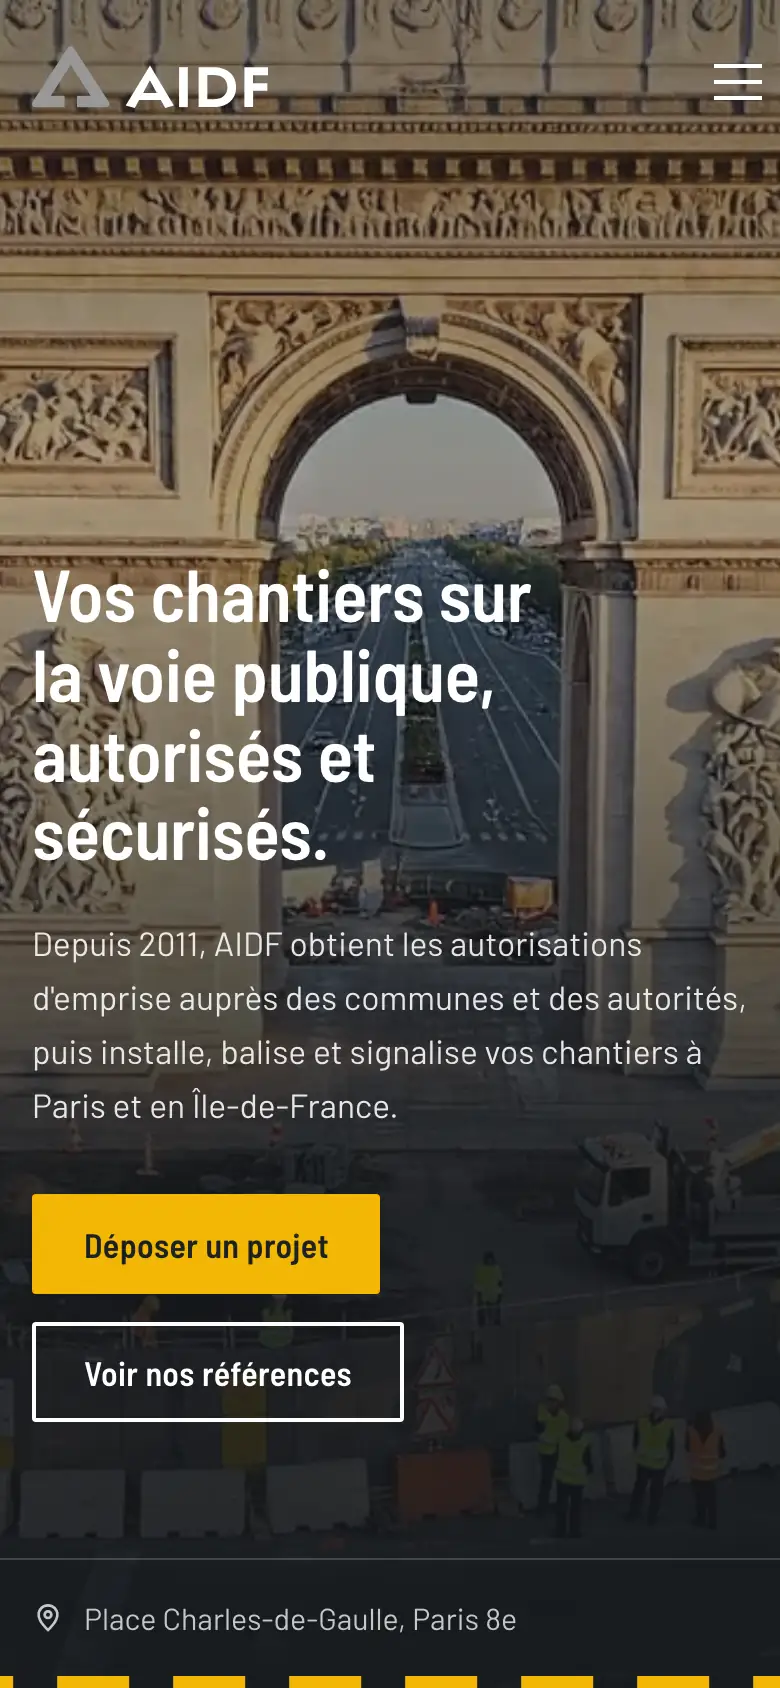 AIDF
Vos chantiers sur
la voie publique,
autorisés et
sécurisés.
Depuis 2011, AIDF obtient les autorisations
d'emprise auprès des communes et des autorités,
puis installe, balise et signalise vos chantiers à
Paris et en Île-de-France.
Déposer un projet
Voir nos références
Place Charles-de-Gaulle, Paris 8e